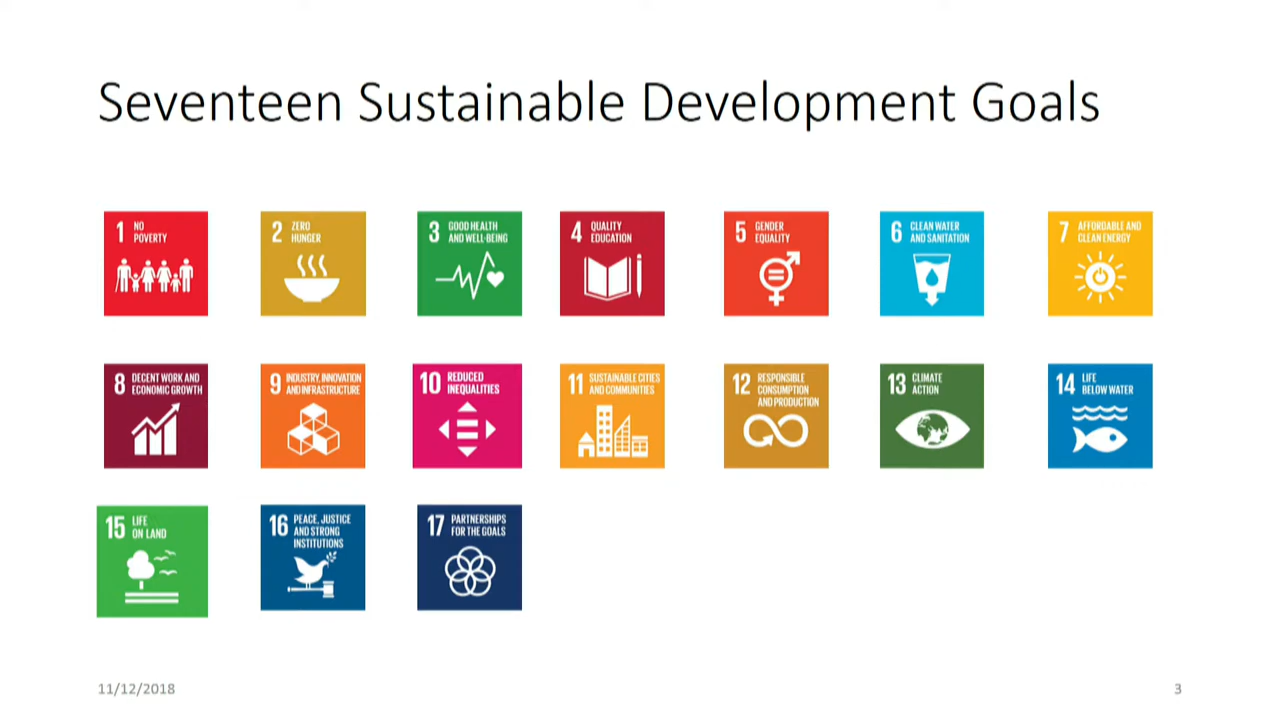 Seventeen Sustainable Development Goals
1 NO
POVERTY
2 ZERO
HUNGER
3 GOOD HEALTH
AND WELL-BEING
4 QUALITY
EDUCATION
5 GENDER
EQUALITY
6 CLEAN WATER
AND SANITATION
7 AFFORDABLE AND
CLEAN ENERGY
8 DECENT WORK AND
ECONOMIC GROWTH
9 INDUSTRY, INNOVATION
AND INFRASTRUCTURE
10 REDUCED
INEQUALITIES
11 SUSTAINABLE CITIES
AND COMMUNITIES
12 RESPONSIBLE
CONSUMPTION
AND PRODUCTION
13 CLIMATE
ACTION
14 LIFE
BELOW WATER
15 LIFE
ON LAND
16 PEACE, JUSTICE
AND STRONG
INSTITUTIONS
17 PARTNERSHIPS
FOR THE GOALS
11/12/2018
3